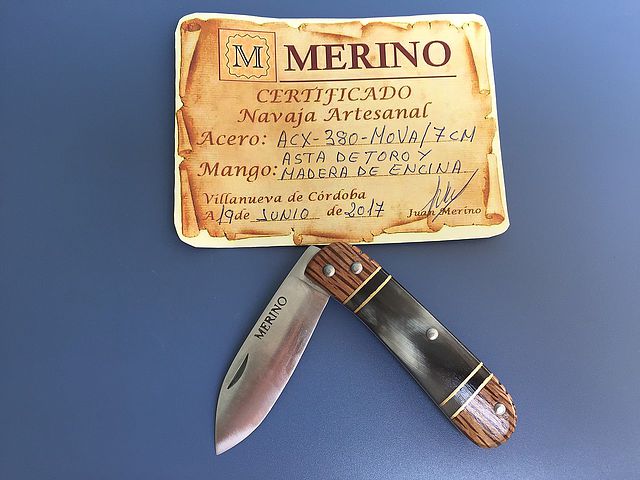 M MERINO
CERTIFICADO
Navaja Artesanal
Acero: ACX-380-MoVA/7CM
Mango: ASTA DE TORO Y
MADERA DE ENCINA
Villanueva de Córdoba
A 19 de JUNIO de 2017
Juan Merino
MERINO